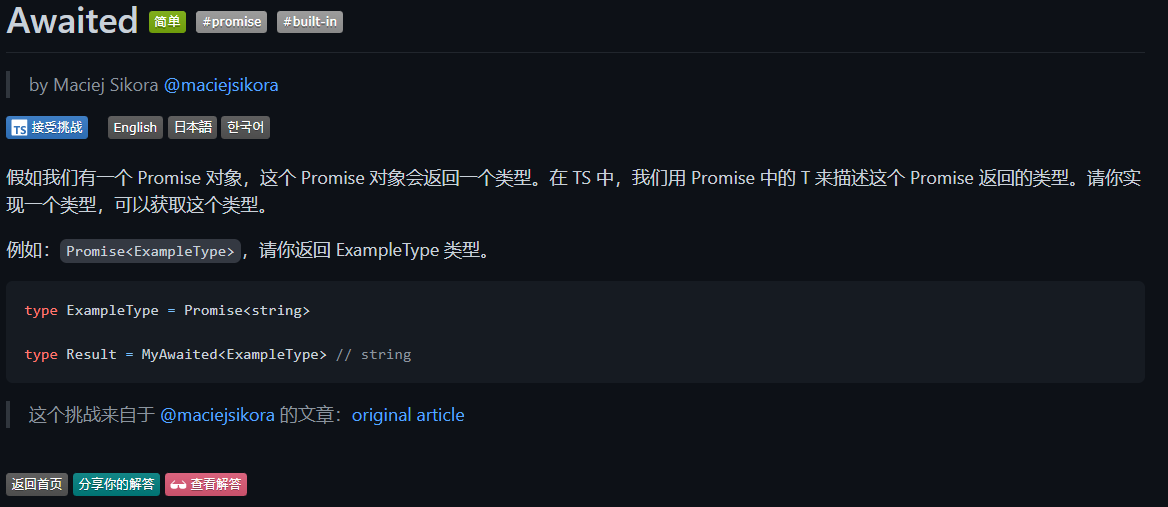 Awaited 简单 #promise #built-in
by Maciej Sikora @maciejsikora
TS 接受挑战 English 日本語 한국어
假如我们有一个 Promise 对象，这个 Promise 对象会返回一个类型。在 TS 中，我们用 Promise 中的 T 来描述这个 Promise 返回的类型。请你实
现一个类型，可以获取这个类型。
例如：Promise<ExampleType>，请你返回 ExampleType 类型。
type ExampleType = Promise<string>
type Result = MyAwaited<ExampleType> // string
这个挑战来自于 @maciejsikora 的文章：original article
返回首页 分享你的解答 查看解答